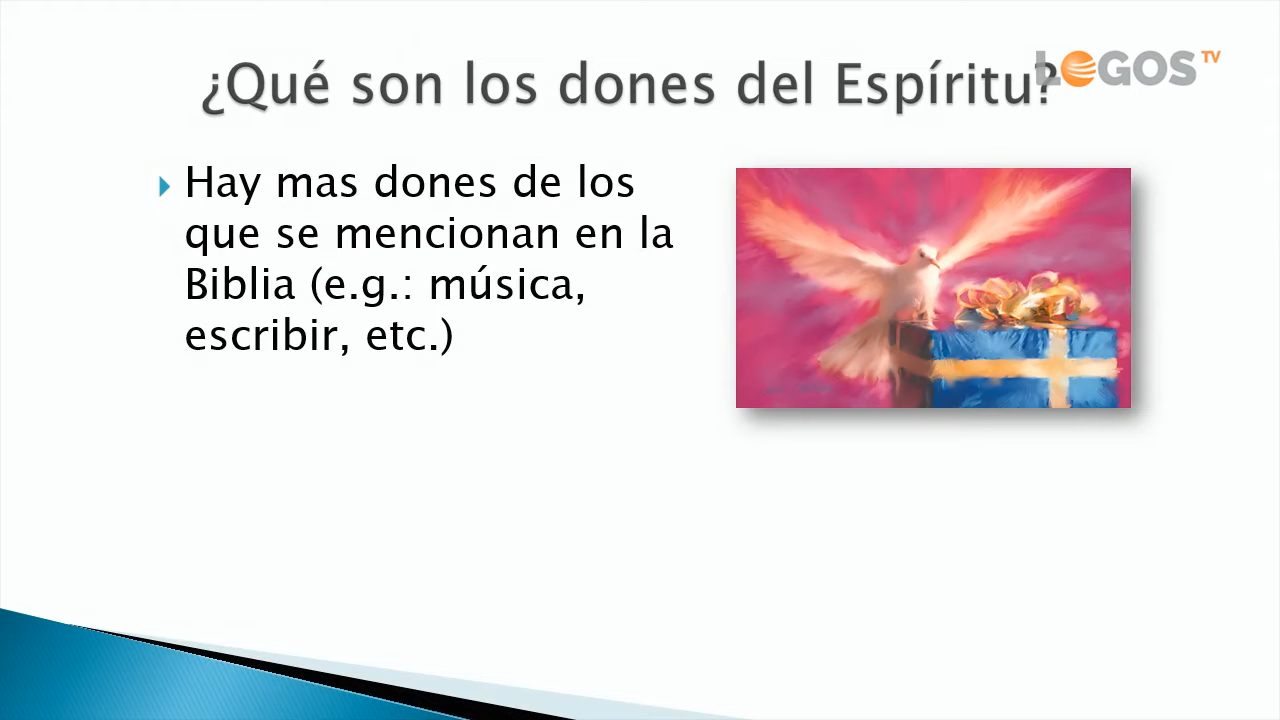 ¿Qué son los dones del Espíritu?
LOGOS TV
Hay mas dones de los
que se mencionan en la
Biblia (e.g.: música,
escribir, etc.)